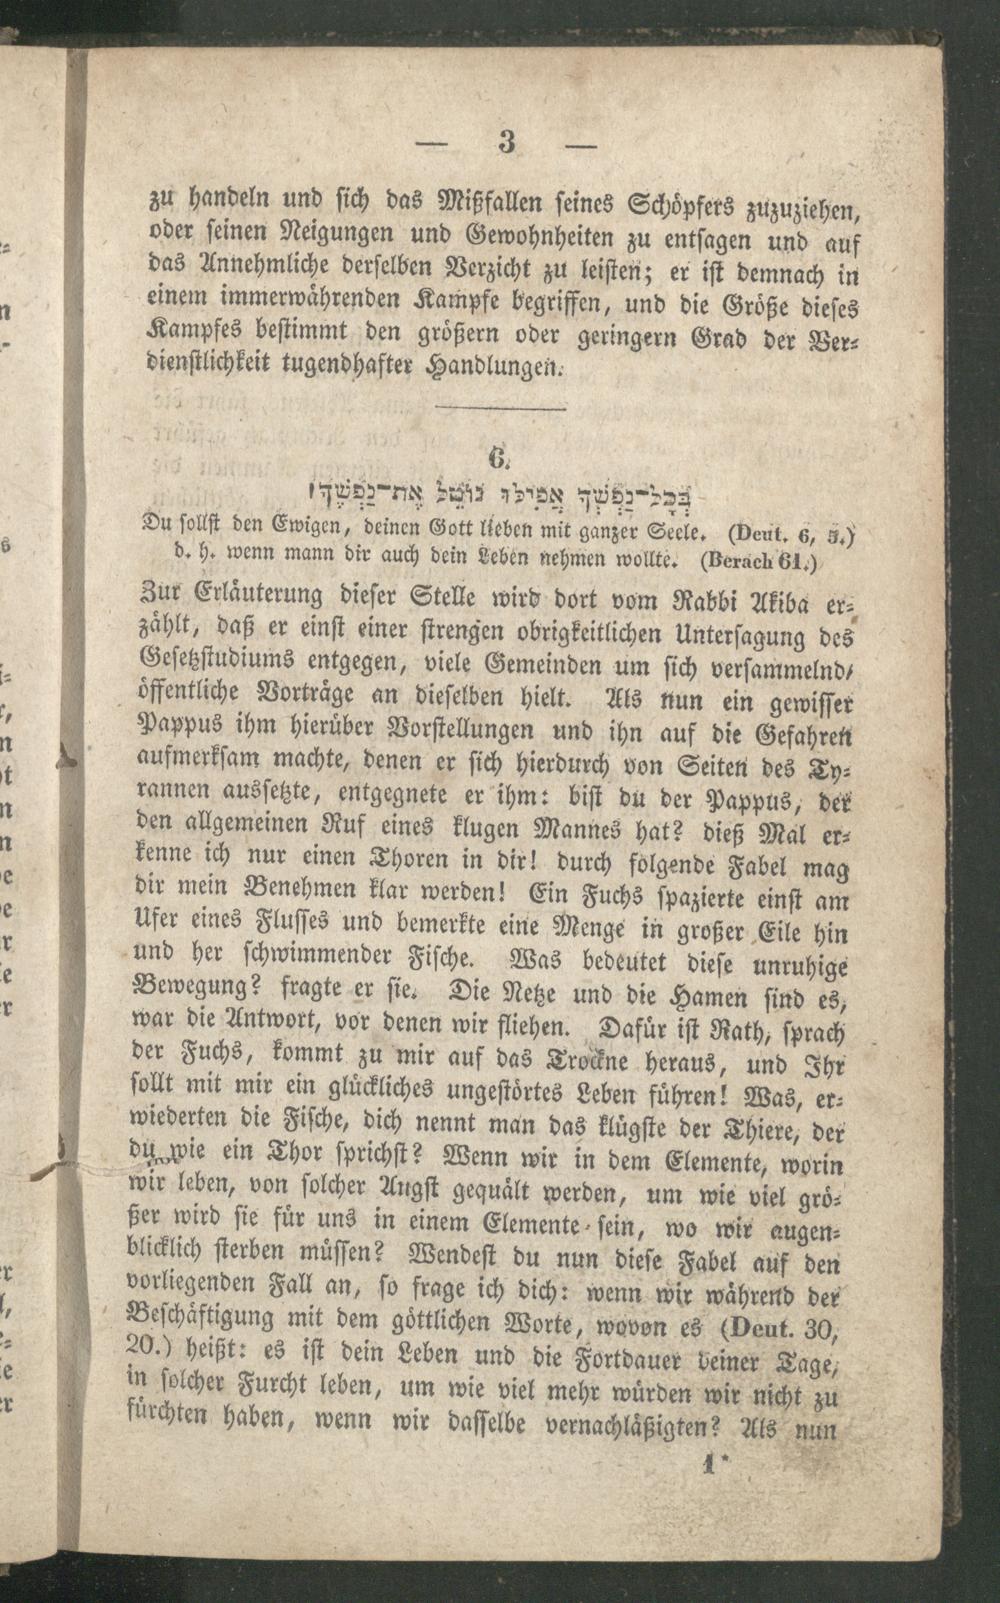 — 3 —
zu handeln und sich das Mißfallen seines Schöpfers zuzuziehen,
oder seinen Neigungen und Gewohnheiten zu entsagen und auf
das Annehmliche derselben Verzicht zu leisten; er ist demnach in
einem immerwährenden Kampfe begriffen, und die Größe dieses
Kampfes bestimmt den größern oder geringern Grad der Ver-
dienstlichkeit tugendhafter Handlungen.
6.
בְּכָל־נַפְשְׁךָ אֲפִילוּ נוֹטֵל אֶת־נַפְשֶׁךָ!
Du sollst den Ewigen, deinen Gott lieben mit ganzer Seele. (Deut. 6, 5.)
d. h. wenn mann dir auch dein Leben nehmen wollte. (Berach 61.)
Zur Erläuterung dieser Stelle wird dort vom Rabbi Akiba er-
zählt, daß er einst einer strengen obrigkeitlichen Untersagung des
Gesetzstudiums entgegen, viele Gemeinden um sich versammelnd,
öffentliche Vorträge an dieselben hielt. Als nun ein gewisser
Pappus ihm hierüber Vorstellungen und ihn auf die Gefahren
aufmerksam machte, denen er sich hierdurch von Seiten des Ty-
rannen aussetzte, entgegnete er ihm: bist du der Pappus, der
den allgemeinen Ruf eines klugen Mannes hat? dieß Mal er-
kenne ich nur einen Thoren in dir! durch folgende Fabel mag
dir mein Benehmen klar werden! Ein Fuchs spazierte einst am
Ufer eines Flusses und bemerkte eine Menge in großer Eile hin
und her schwimmender Fische. Was bedeutet diese unruhige
Bewegung? fragte er sie. Die Netze und die Hamen sind es,
war die Antwort, vor denen wir fliehen. Dafür ist Rath, sprach
der Fuchs, kommt zu mir auf das Trockne heraus, und Ihr
sollt mit mir ein glückliches ungestörtes Leben führen! Was, er-
wiederten die Fische, dich nennt man das klügste der Thiere, der
du wie ein Thor sprichst? Wenn wir in dem Elemente, worin
wir leben, von solcher Angst gequält werden, um wie viel grö-
ßer wird sie für uns in einem Elemente sein, wo wir augen-
blicklich sterben müssen? Wendest du nun diese Fabel auf den
vorliegenden Fall an, so frage ich dich: wenn wir während der
Beschäftigung mit dem göttlichen Worte, wovon es (Deut. 30,
20.) heißt: es ist dein Leben und die Fortdauer deiner Tage,
in solcher Furcht leben, um wie viel mehr würden wir nicht zu
fürchten haben, wenn wir dasselbe vernachläßigten? Als nun
1*